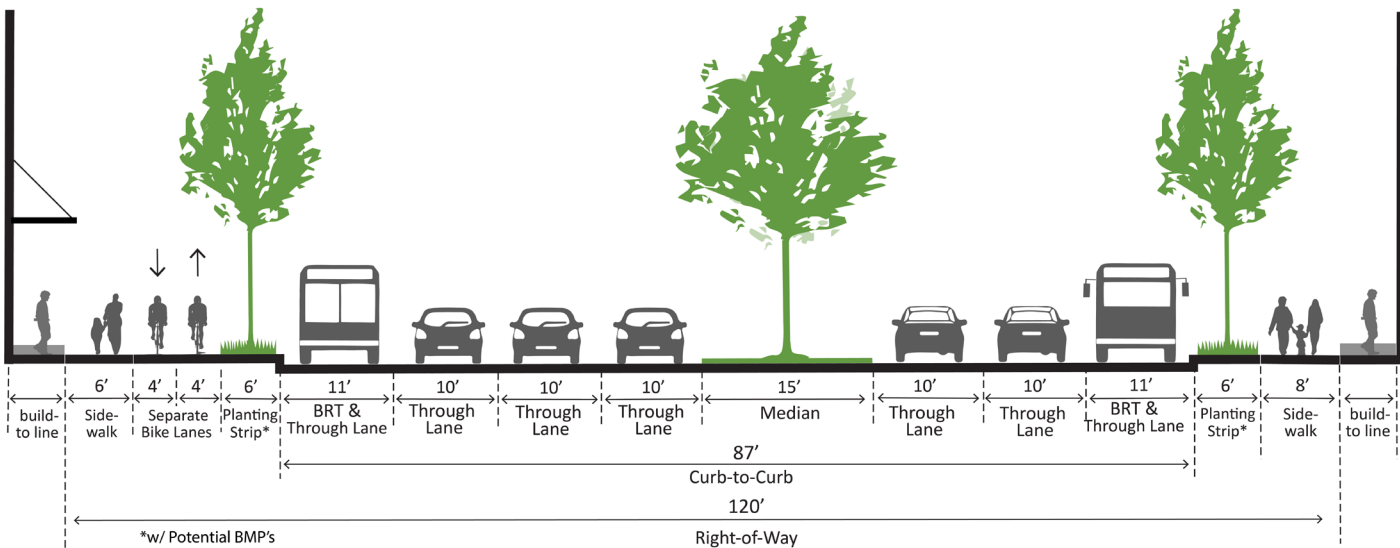 6’ 4’ 4’ 6’ 11’ 10’ 10’ 10’ 15’ 10’ 10’ 11’ 6’ 8’
build-
to line
Side-
walk
Separate
Bike Lanes
Planting
Strip*
BRT &
Through Lane
Through
Lane
Through
Lane
Through
Lane
Median
Through
Lane
Through
Lane
BRT &
Through Lane
Planting
Strip*
Side-
walk
build-
to line
87’
Curb-to-Curb
120’
Right-of-Way
*w/ Potential BMP’s